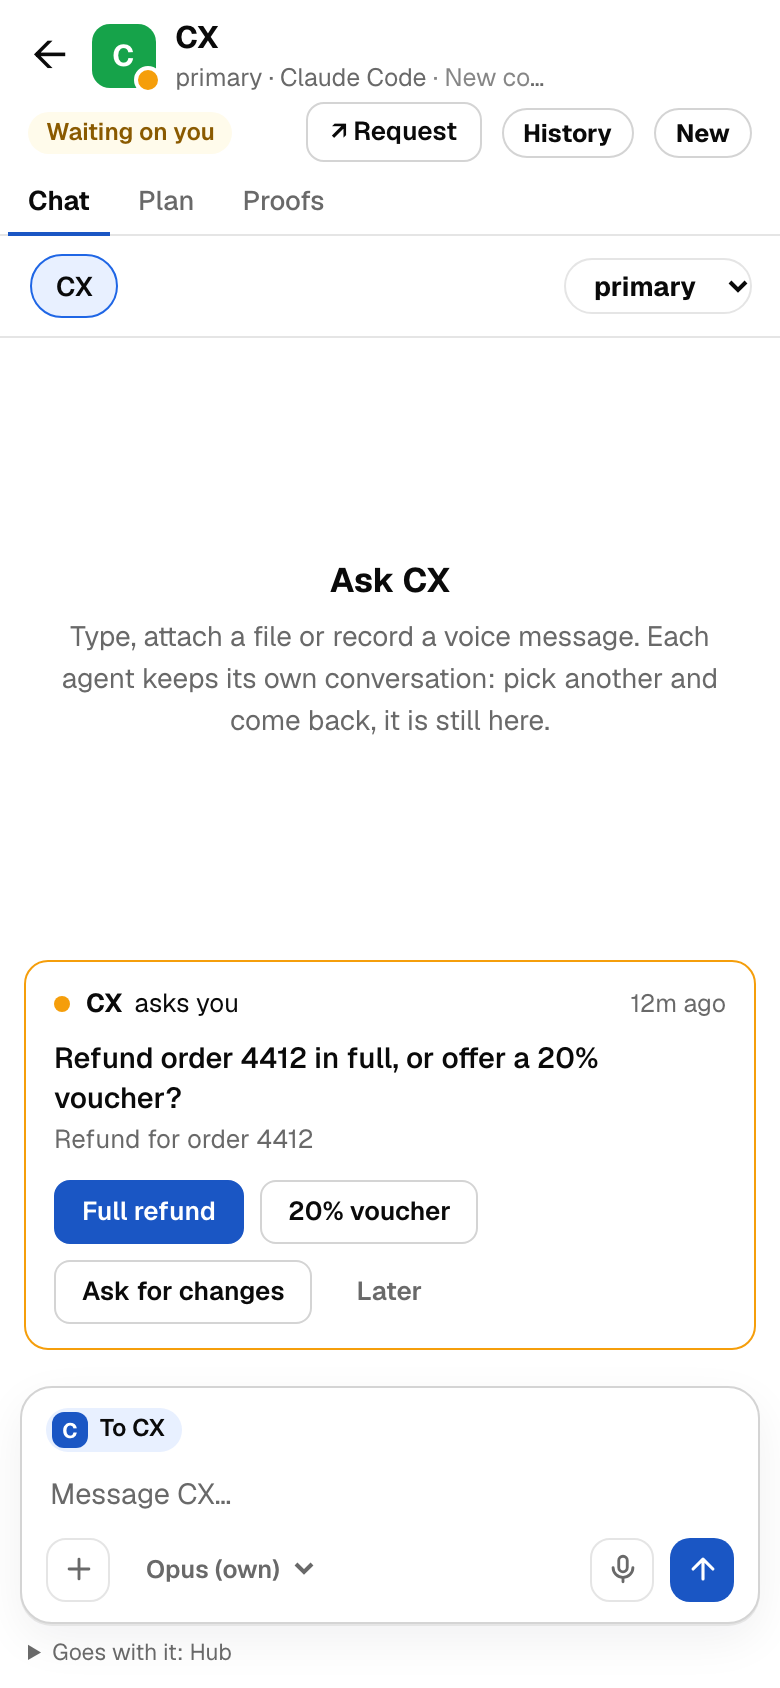 C
CX
primary · Claude Code · New co...
Waiting on you
Request
History
New
Chat
Plan
Proofs
CX
primary
Ask CX
Type, attach a file or record a voice message. Each
agent keeps its own conversation: pick another and
come back, it is still here.
CX asks you
12m ago
Refund order 4412 in full, or offer a 20%
voucher?
Refund for order 4412
Full refund
20% voucher
Ask for changes
Later
C
To CX
Message CX...
Opus (own)
Goes with it: Hub